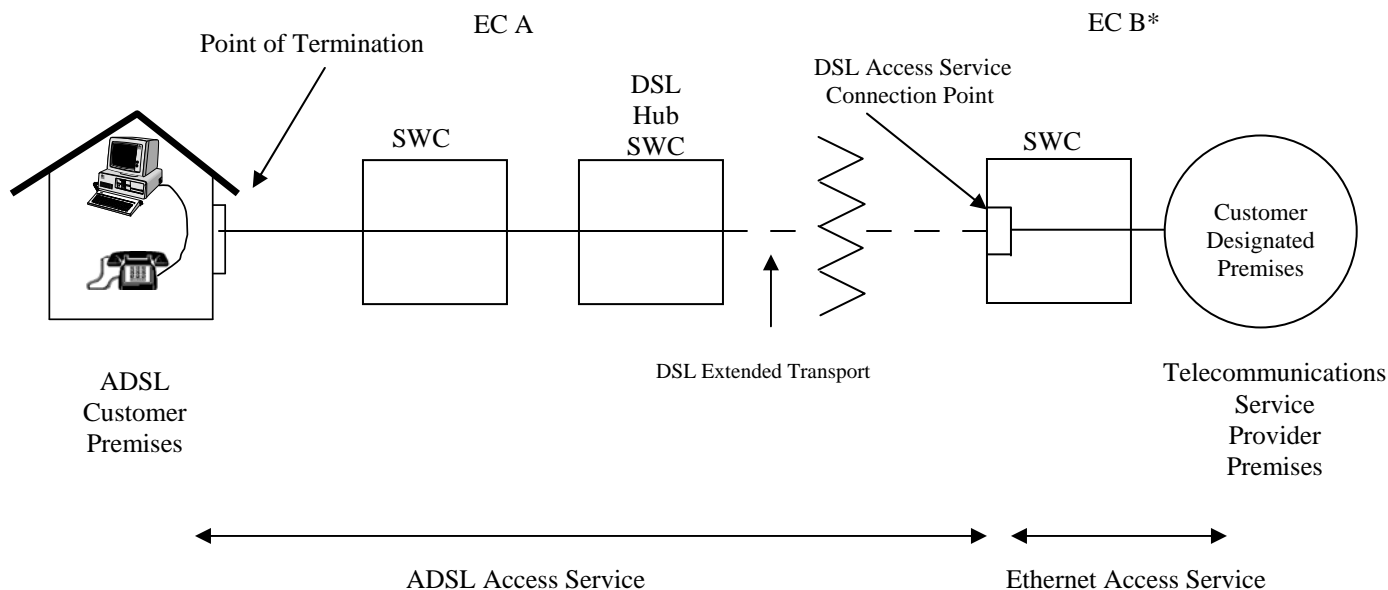 EC A
EC B*
Point of Termination
DSL Access Service
Connection Point
DSL
Hub
SWC
SWC
SWC
Customer
Designated
Premises
DSL Extended Transport
ADSL
Customer
Premises
Telecommunications
Service
Provider
Premises
ADSL Access Service
Ethernet Access Service